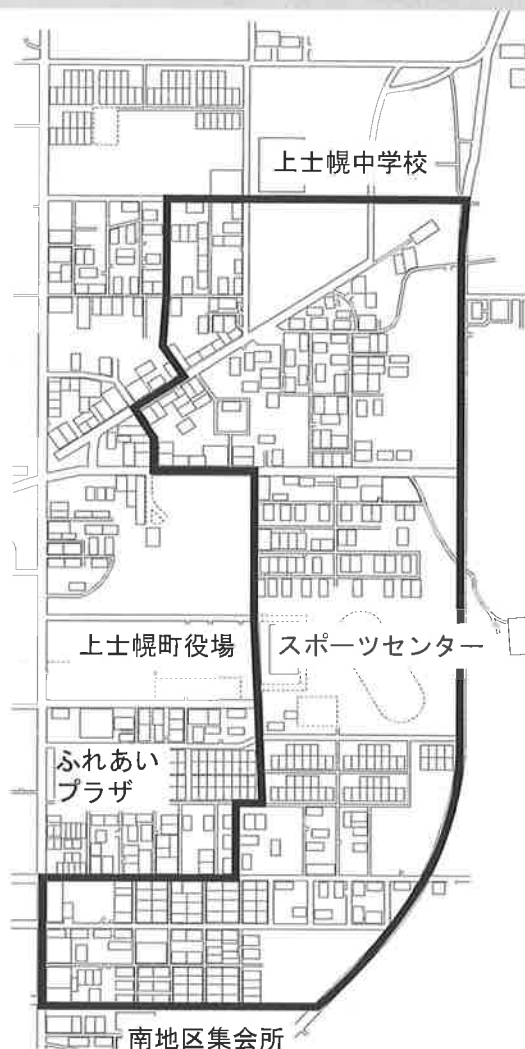 上士幌中学校
上士幌町役場
スポーツセンター
ふれあい
プラザ
南地区集会所